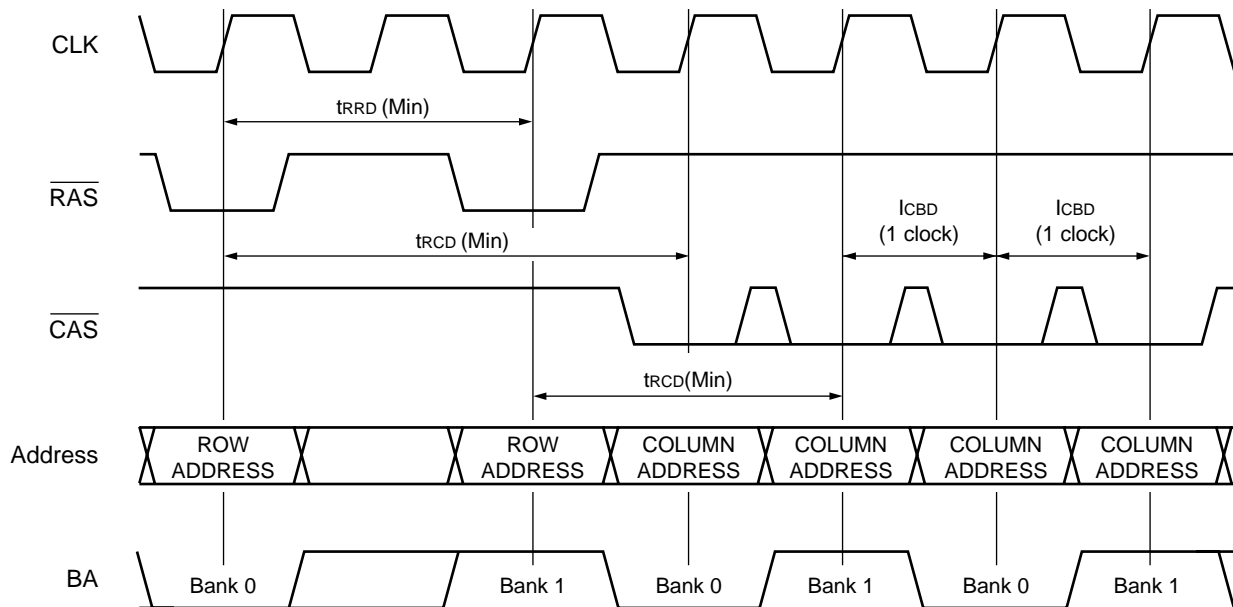 CLK
tRRD (Min)
RAS
ICBD
(1 clock)
ICBD
(1 clock)
tRCD (Min)
CAS
tRCD(Min)
Address
ROW
ADDRESS
ROW
ADDRESS
COLUMN
ADDRESS
COLUMN
ADDRESS
COLUMN
ADDRESS
COLUMN
ADDRESS
BA
Bank 0
Bank 1
Bank 0
Bank 1
Bank 0
Bank 1